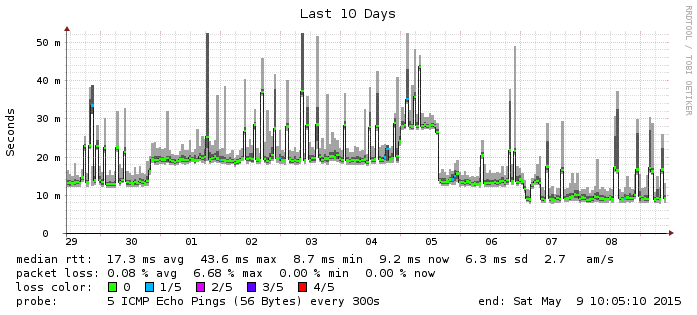 Last 10 Days
RRDTOOL / TOBI OETIKER
Seconds
50 m
40 m
30 m
20 m
10 m
0
29 30 01 02 03 04 05 06 07 08
median rtt: 17.3 ms avg 43.6 ms max 8.7 ms min 9.2 ms now 6.3 ms sd 2.7 am/s
packet loss: 0.08 % avg 6.68 % max 0.00 % min 0.00 % now
loss color: 0 1/5 2/5 3/5 4/5
probe: 5 ICMP Echo Pings (56 Bytes) every 300s end: Sat May 9 10:05:10 2015